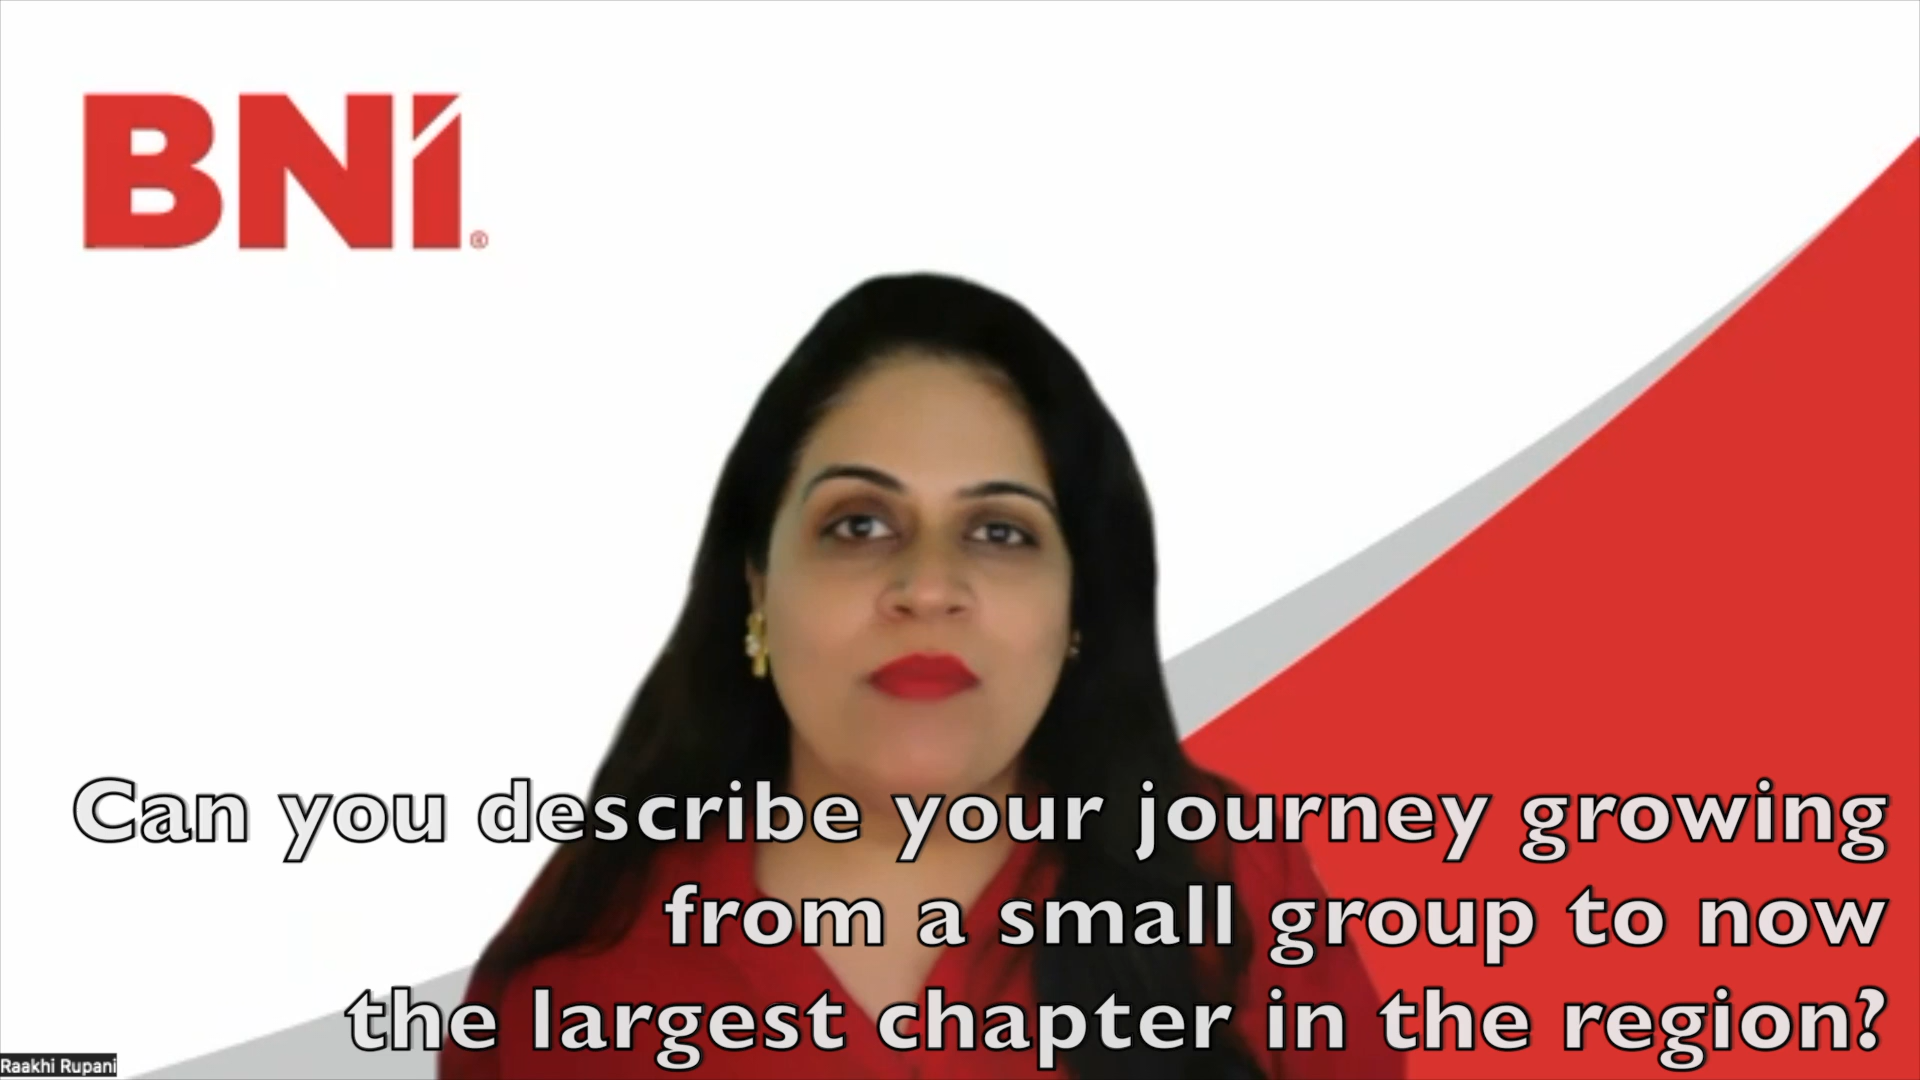 BNI®
Can you describe your journey growing
from a small group to now
the largest chapter in the region?
Raakhi Rupani